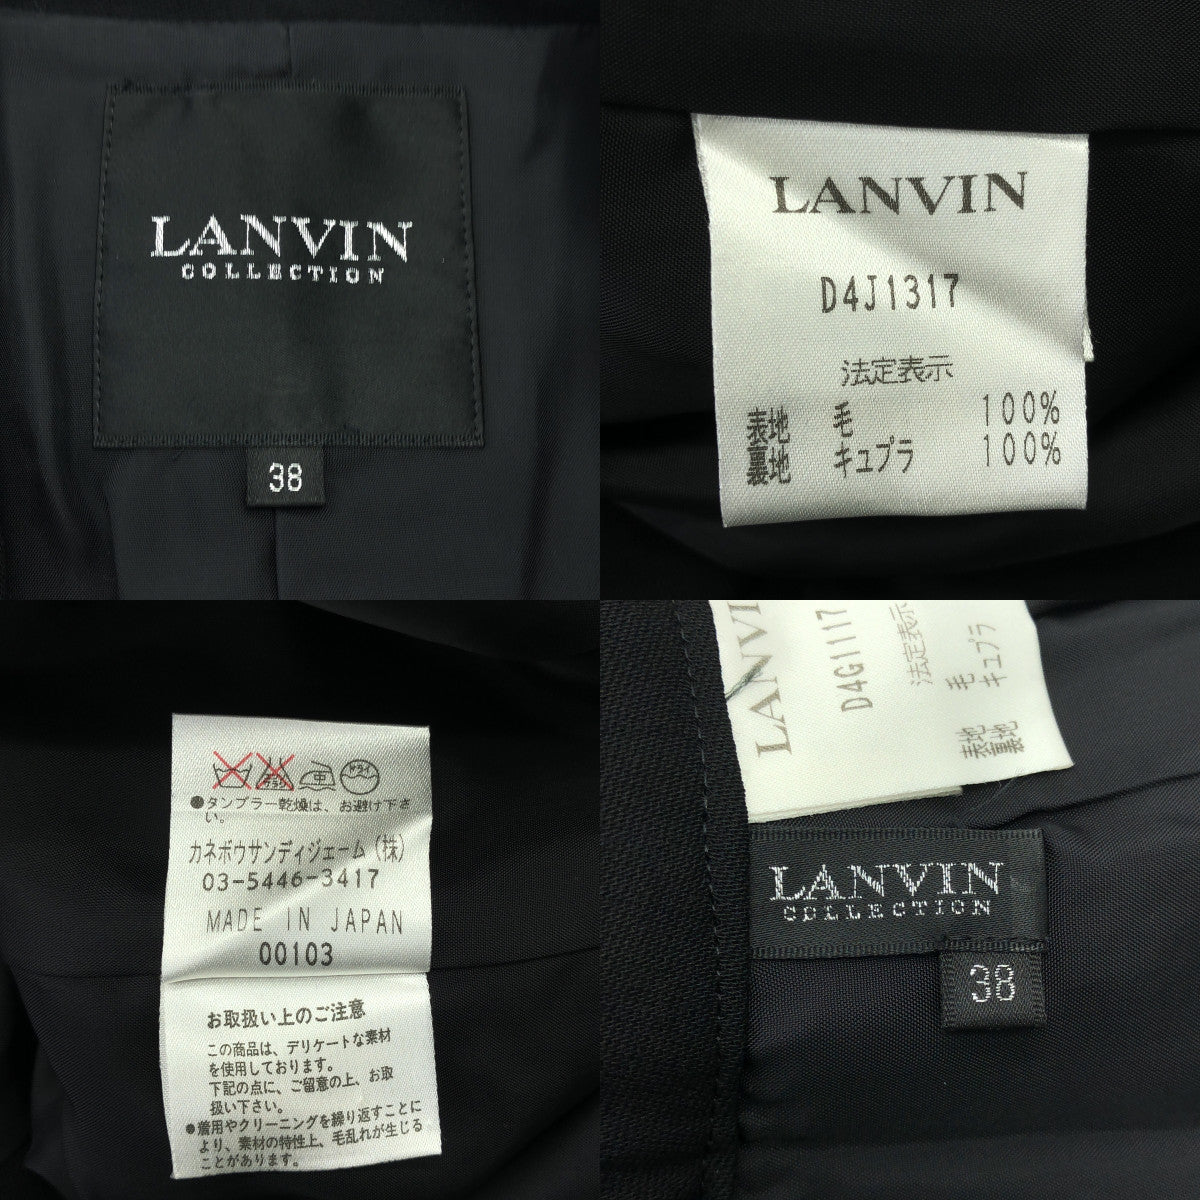 LANVIN
COLLECTION
38
LANVIN
D4J1317
法定表示
表地 毛 100%
裏地 キュプラ 100%
ドライ
●タンブラー乾燥は、お避け下さ
い。
カネボウサンディジェーム(株)
03-5446-3417
MADE IN JAPAN
00103
お取扱い上のご注意
この商品は、デリケートな素材
を使用しております。
下記の点に、ご留意の上、お取
扱い下さい。
●着用やクリーニングを繰り返すことに
より、素材の特性上、毛乱れが生じる
ことがあります。
LANVI
D4G1117
法定表示
表地 毛
裏地 キュプラ
LANVIN
COLLECTION
38